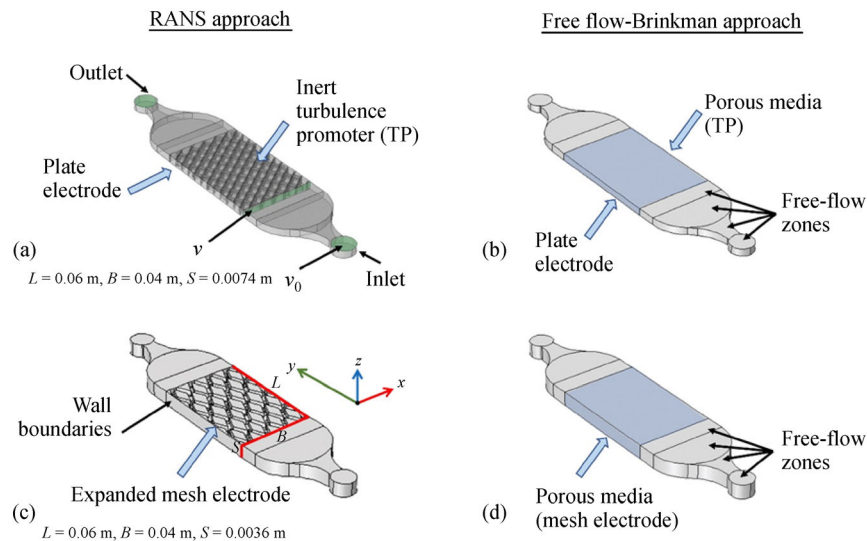 RANS approach
Free flow-Brinkman approach
Outlet
Inert
turbulence
promoter (TP)
Plate
electrode
v
(a)
v₀
Inlet
L = 0.06 m, B = 0.04 m, S = 0.0074 m
Porous media
(TP)
Free-flow
zones
(b)
Plate
electrode
y
z
x
L
Wall
boundaries
B
S
Expanded mesh electrode
(c)
L = 0.06 m, B = 0.04 m, S = 0.0036 m
Free-flow
zones
Porous media
(mesh electrode)
(d)